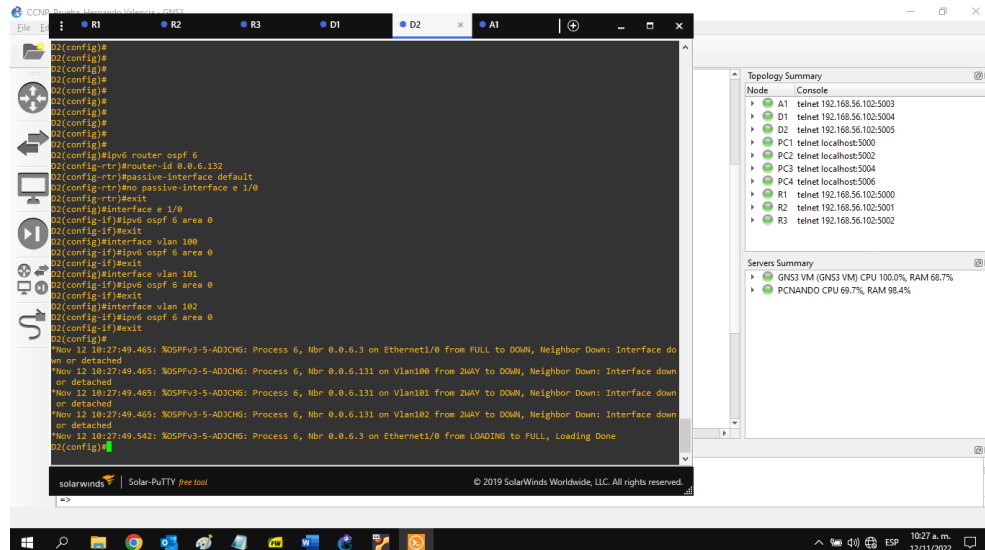 CCNP_Prueba_Hernando Valencia - GNS3
File Ed
R1 R2 R3 D1 D2 × A1
D2(config)#
D2(config)#
D2(config)#
D2(config)#
D2(config)#
D2(config)#
D2(config)#
D2(config)#
D2(config)#
D2(config)#
D2(config)#ipv6 router ospf 6
D2(config-rtr)#router-id 0.0.6.132
D2(config-rtr)#passive-interface default
D2(config-rtr)#no passive-interface e 1/0
D2(config-rtr)#exit
D2(config)#interface e 1/0
D2(config-if)#ipv6 ospf 6 area 0
D2(config-if)#exit
D2(config)#interface vlan 100
D2(config-if)#ipv6 ospf 6 area 0
D2(config-if)#exit
D2(config)#interface vlan 101
D2(config-if)#ipv6 ospf 6 area 0
D2(config-if)#exit
D2(config)#interface vlan 102
D2(config-if)#ipv6 ospf 6 area 0
D2(config-if)#exit
D2(config)#
*Nov 12 10:27:49.465: %OSPFv3-5-ADJCHG: Process 6, Nbr 0.0.6.3 on Ethernet1/0 from FULL to DOWN, Neighbor Down: Interface do
wn or detached
*Nov 12 10:27:49.465: %OSPFv3-5-ADJCHG: Process 6, Nbr 0.0.6.131 on Vlan100 from 2WAY to DOWN, Neighbor Down: Interface down
or detached
*Nov 12 10:27:49.465: %OSPFv3-5-ADJCHG: Process 6, Nbr 0.0.6.131 on Vlan101 from 2WAY to DOWN, Neighbor Down: Interface down
or detached
*Nov 12 10:27:49.465: %OSPFv3-5-ADJCHG: Process 6, Nbr 0.0.6.131 on Vlan102 from 2WAY to DOWN, Neighbor Down: Interface down
or detached
*Nov 12 10:27:49.542: %OSPFv3-5-ADJCHG: Process 6, Nbr 0.0.6.3 on Ethernet1/0 from LOADING to FULL, Loading Done
D2(config)#
solarwinds Solar-PuTTY free tool © 2019 SolarWinds Worldwide, LLC. All rights reserved.
=>
Topology Summary
Node Console
A1 telnet 192.168.56.102:5003
D1 telnet 192.168.56.102:5004
D2 telnet 192.168.56.102:5005
PC1 telnet localhost:5000
PC2 telnet localhost:5002
PC3 telnet localhost:5004
PC4 telnet localhost:5006
R1 telnet 192.168.56.102:5000
R2 telnet 192.168.56.102:5001
R3 telnet 192.168.56.102:5002
Servers Summary
GNS3 VM (GNS3 VM) CPU 100.0%, RAM 68.7%
PCNANDO CPU 69.7%, RAM 98.4%
ESP
10:27 a. m.
12/11/2022